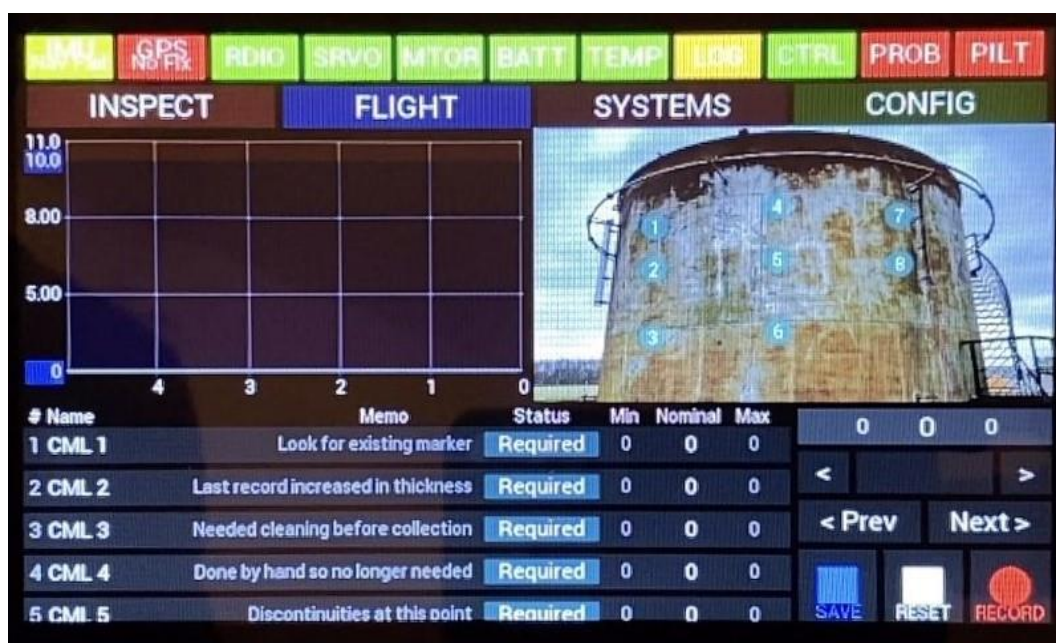 IMU GPS RDIO SRVO MTOR BATT TEMP LOG CTRL PROB PILT
No Fix
INSPECT FLIGHT SYSTEMS CONFIG
11.0
10.0
8.00
5.00
0
4 3 2 1 0
1 4 7
2 5 8
3 6
# Name Memo Status Min Nominal Max
1 CML 1 Look for existing marker Required 0 0 0
2 CML 2 Last record increased in thickness Required 0 0 0
3 CML 3 Needed cleaning before collection Required 0 0 0
4 CML 4 Done by hand so no longer needed Required 0 0 0
5 CML 5 Discontinuities at this point Required 0 0 0
0 0 0
< >
< Prev Next >
SAVE RESET RECORD